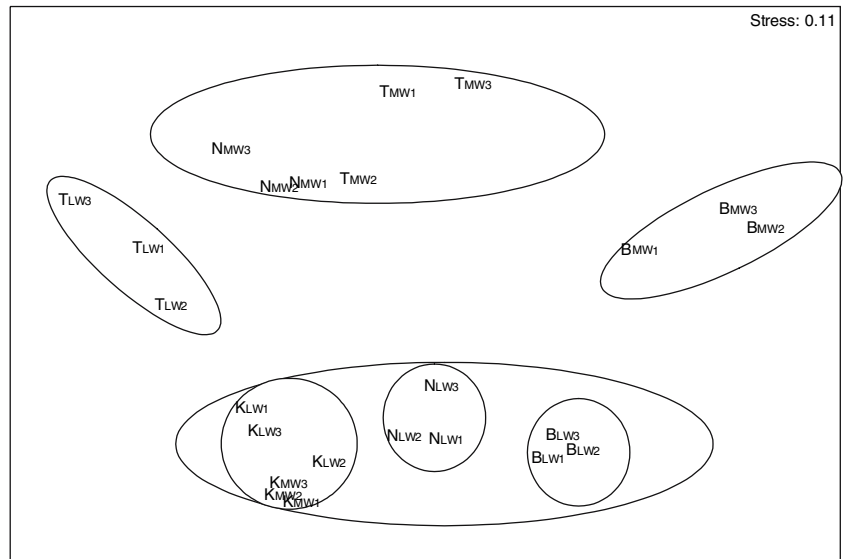 Stress: 0.11
TMW1
TMW3
NMW3
NMW2
NMW1
TMW2
TLW3
TLW1
TLW2
BMW3
BMW2
BMW1
NLW3
NLW2
NLW1
KLW1
KLW3
KLW2
KMW3
KMW2
KMW1
BLW3
BLW2
BLW1